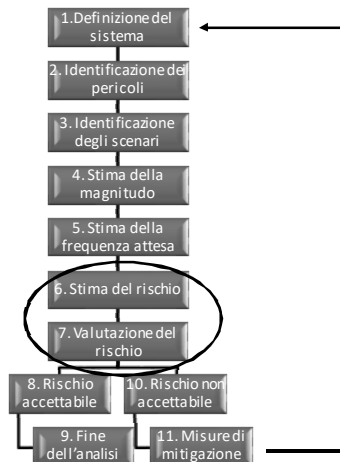 1.Definizione del
sistema
2. Identificazione dei
pericoli
3. Identificazione
degli scenari
4. Stima della
magnitudo
5. Stima della
frequenza attesa
6. Stima del rischio
7. Valutazione del
rischio
8. Rischio
accettabile
10. Rischio non
accettabile
9. Fine
dell'analisi
11. Misure di
mitigazione